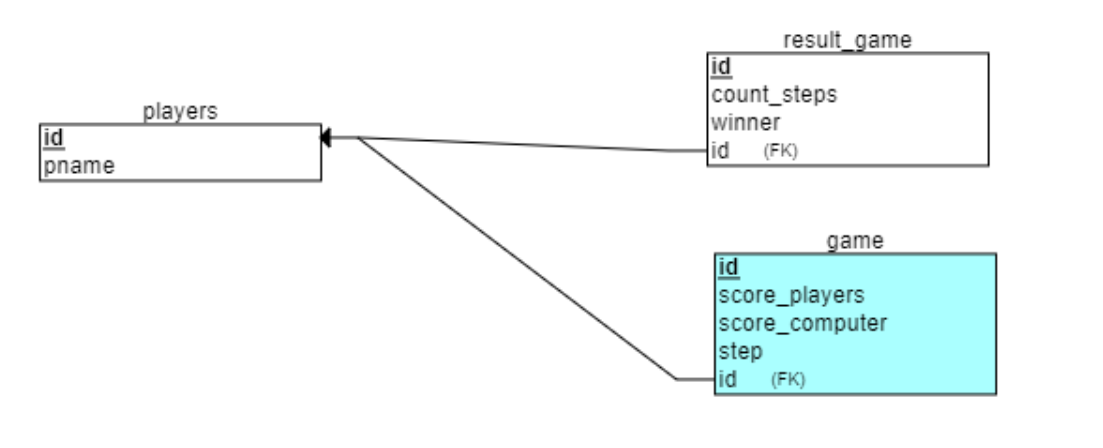 players
id
pname
result_game
id
count_steps
winner
id (FK)
game
id
score_players
score_computer
step
id (FK)